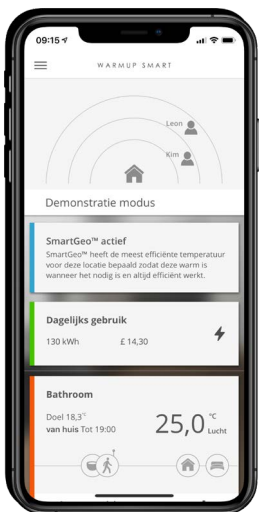 09:15
WARMUP SMART
Leon
Kim
Demonstratie modus
SmartGeo™ actief
SmartGeo™ heeft de meest efficiënte temperatuur
voor deze locatie bepaald zodat deze warm is
wanneer het nodig is en altijd efficiënt werkt.
Dagelijks gebruik
130 kWh £ 14,30
Bathroom
Doel 18,3°c
van huis Tot 19:00
25,0 °C
Lucht